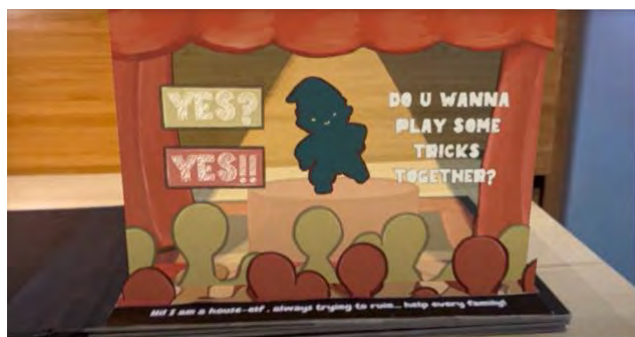 YES?
YES!!
DO U WANNA
PLAY SOME
TRICKS
TOGETHER?
Hi! I am a house-elf , always trying to ruin... help every family!